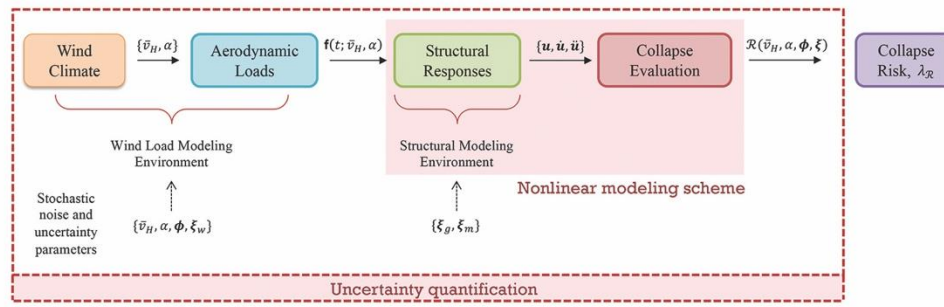 Wind
Climate
{v̄_H, α}
Aerodynamic
Loads
f(t; v̄_H, α)
Structural
Responses
{u, u̇, ü}
Collapse
Evaluation
ℛ(v̄_H, α, ϕ, ξ)
Collapse
Risk, λ_ℛ
Wind Load Modeling
Environment
Structural Modeling
Environment
Nonlinear modeling scheme
Stochastic
noise and
uncertainty
parameters
{v̄_H, α, ϕ, ξ_w}
{ξ_g, ξ_m}
Uncertainty quantification